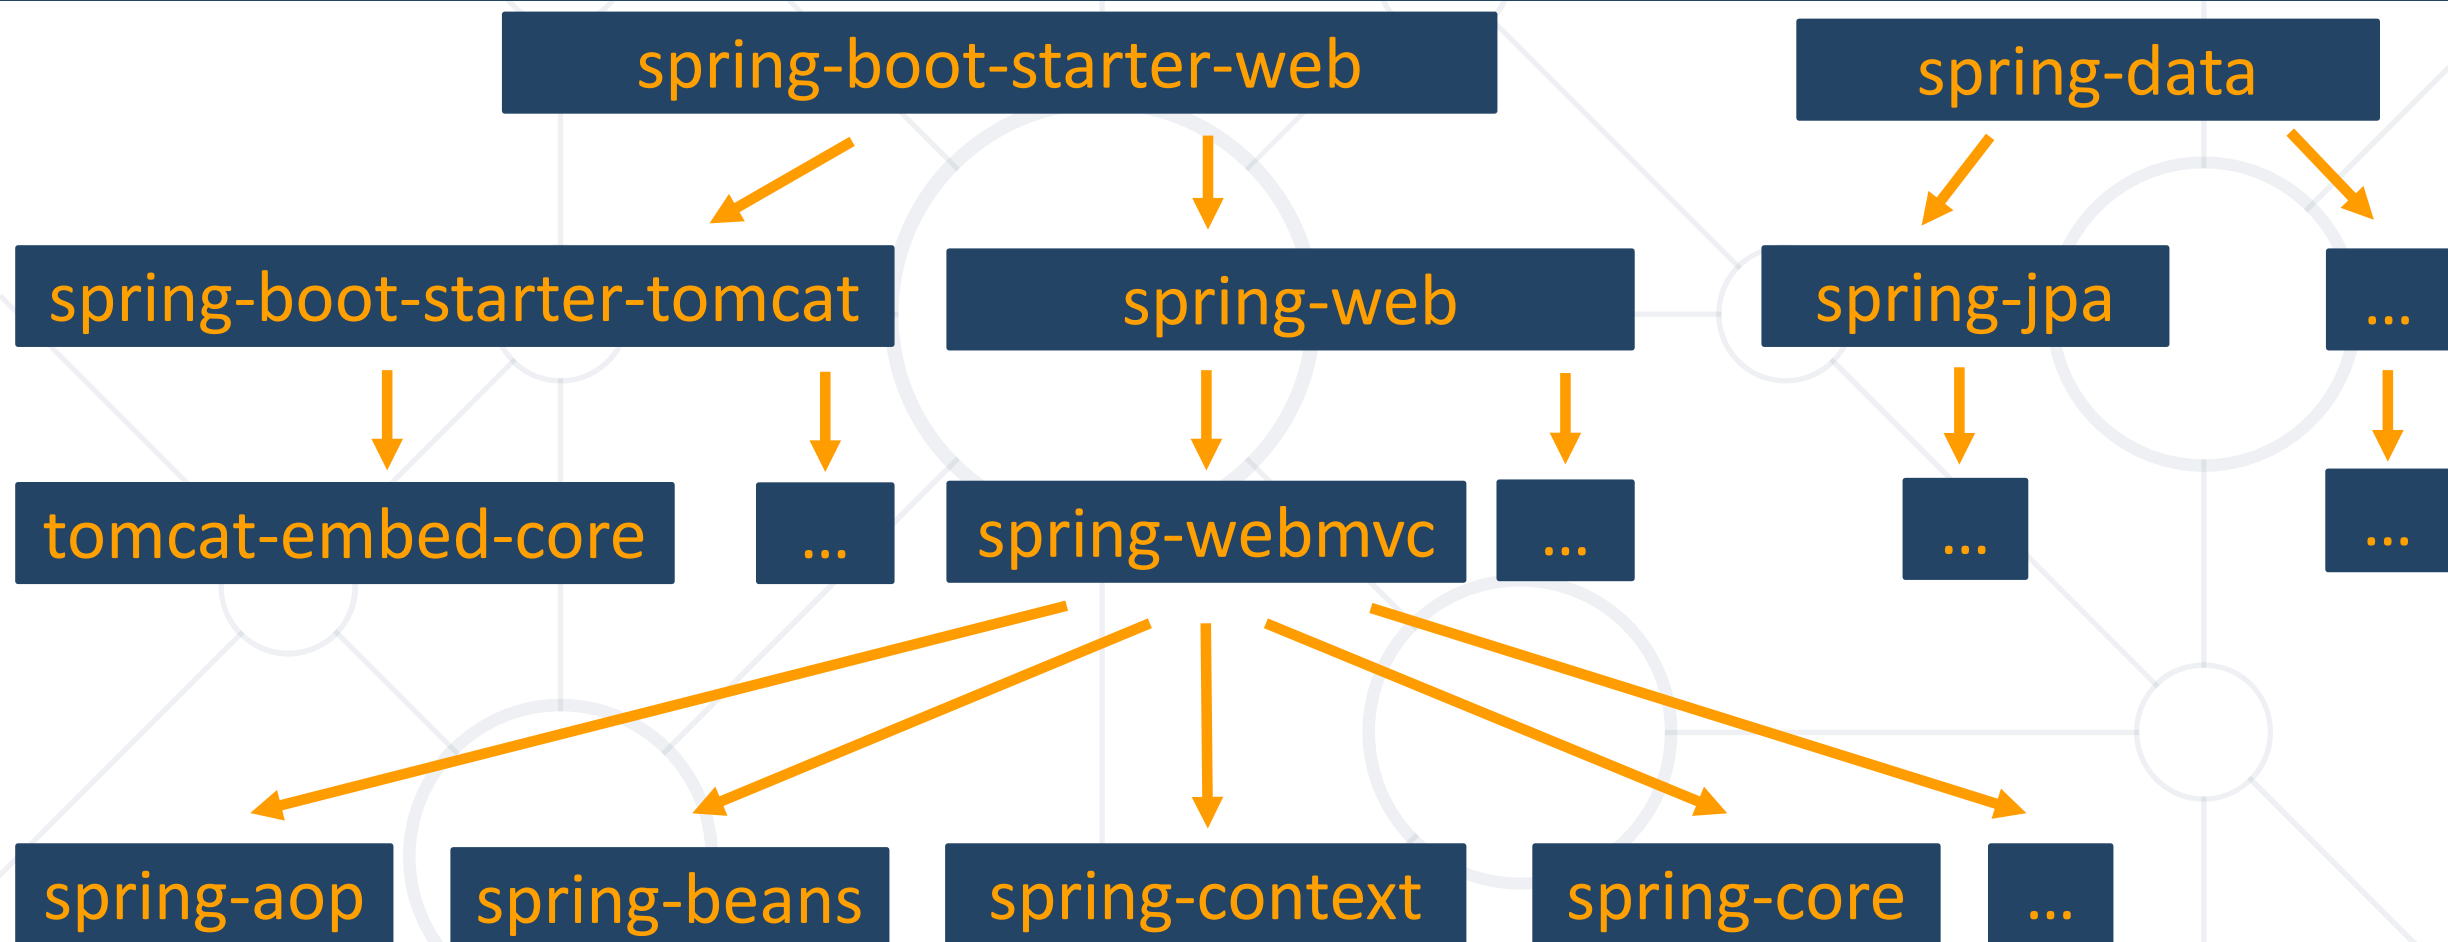 spring-boot-starter-web
spring-data
spring-boot-starter-tomcat
spring-web
spring-jpa
...
tomcat-embed-core
...
spring-webmvc
...
...
...
spring-aop
spring-beans
spring-context
spring-core
...